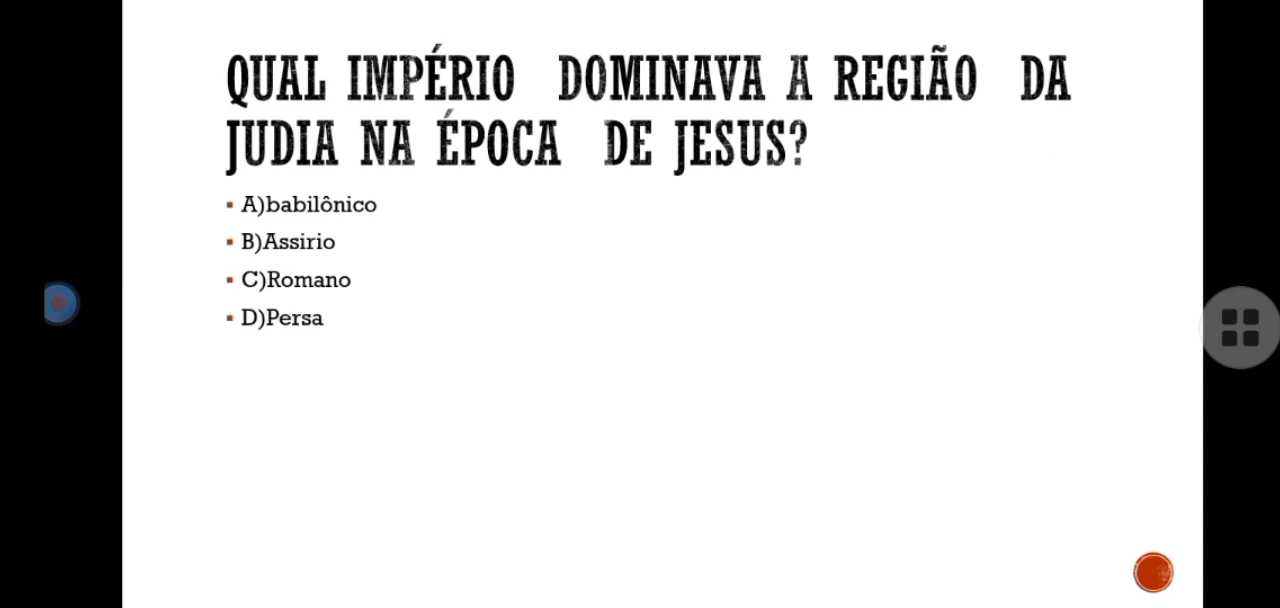 QUAL IMPÉRIO DOMINAVA A REGIÃO DA
JUDIA NA ÉPOCA DE JESUS?
A)babilônico
B)Assirio
C)Romano
D)Persa